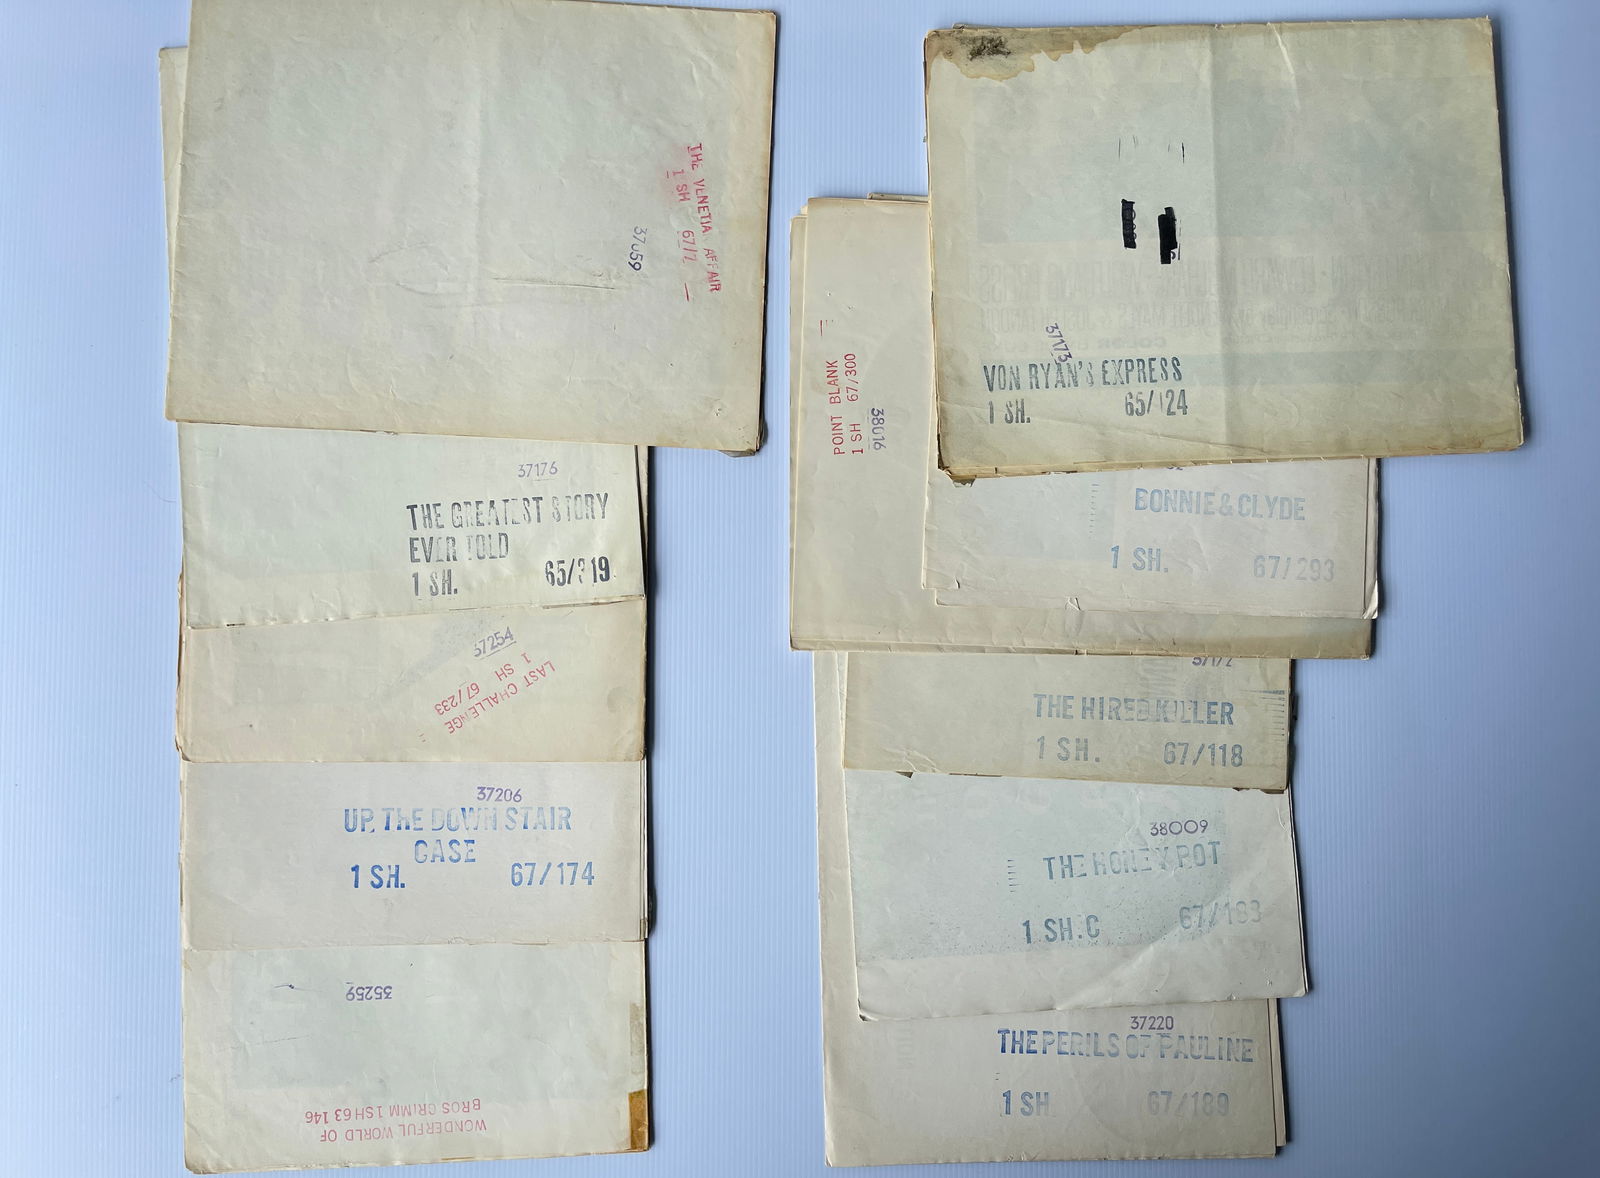 THE VENETIA AFFAIR
1 SH 67/7
37059
37176
THE GREATEST STORY
EVER TOLD
1 SH. 65/319
37254
LAST CHALLENGE
1 SH 67/233
37206
UP THE DOWN STAIR
CASE
1 SH. 67/174
35259
WONDERFUL WORLD OF
BROS GRIMM 1 SH 63 146
37173
VON RYAN'S EXPRESS
1 SH. 65/124
POINT BLANK
1 SH 67/300
38016
BONNIE & CLYDE
1 SH. 67/293
THE HIRED KILLER
1 SH. 67/118
38009
THE HONEY POT
1 SH.C 67/183
37220
THE PERILS OF PAULINE
1 SH 67/189